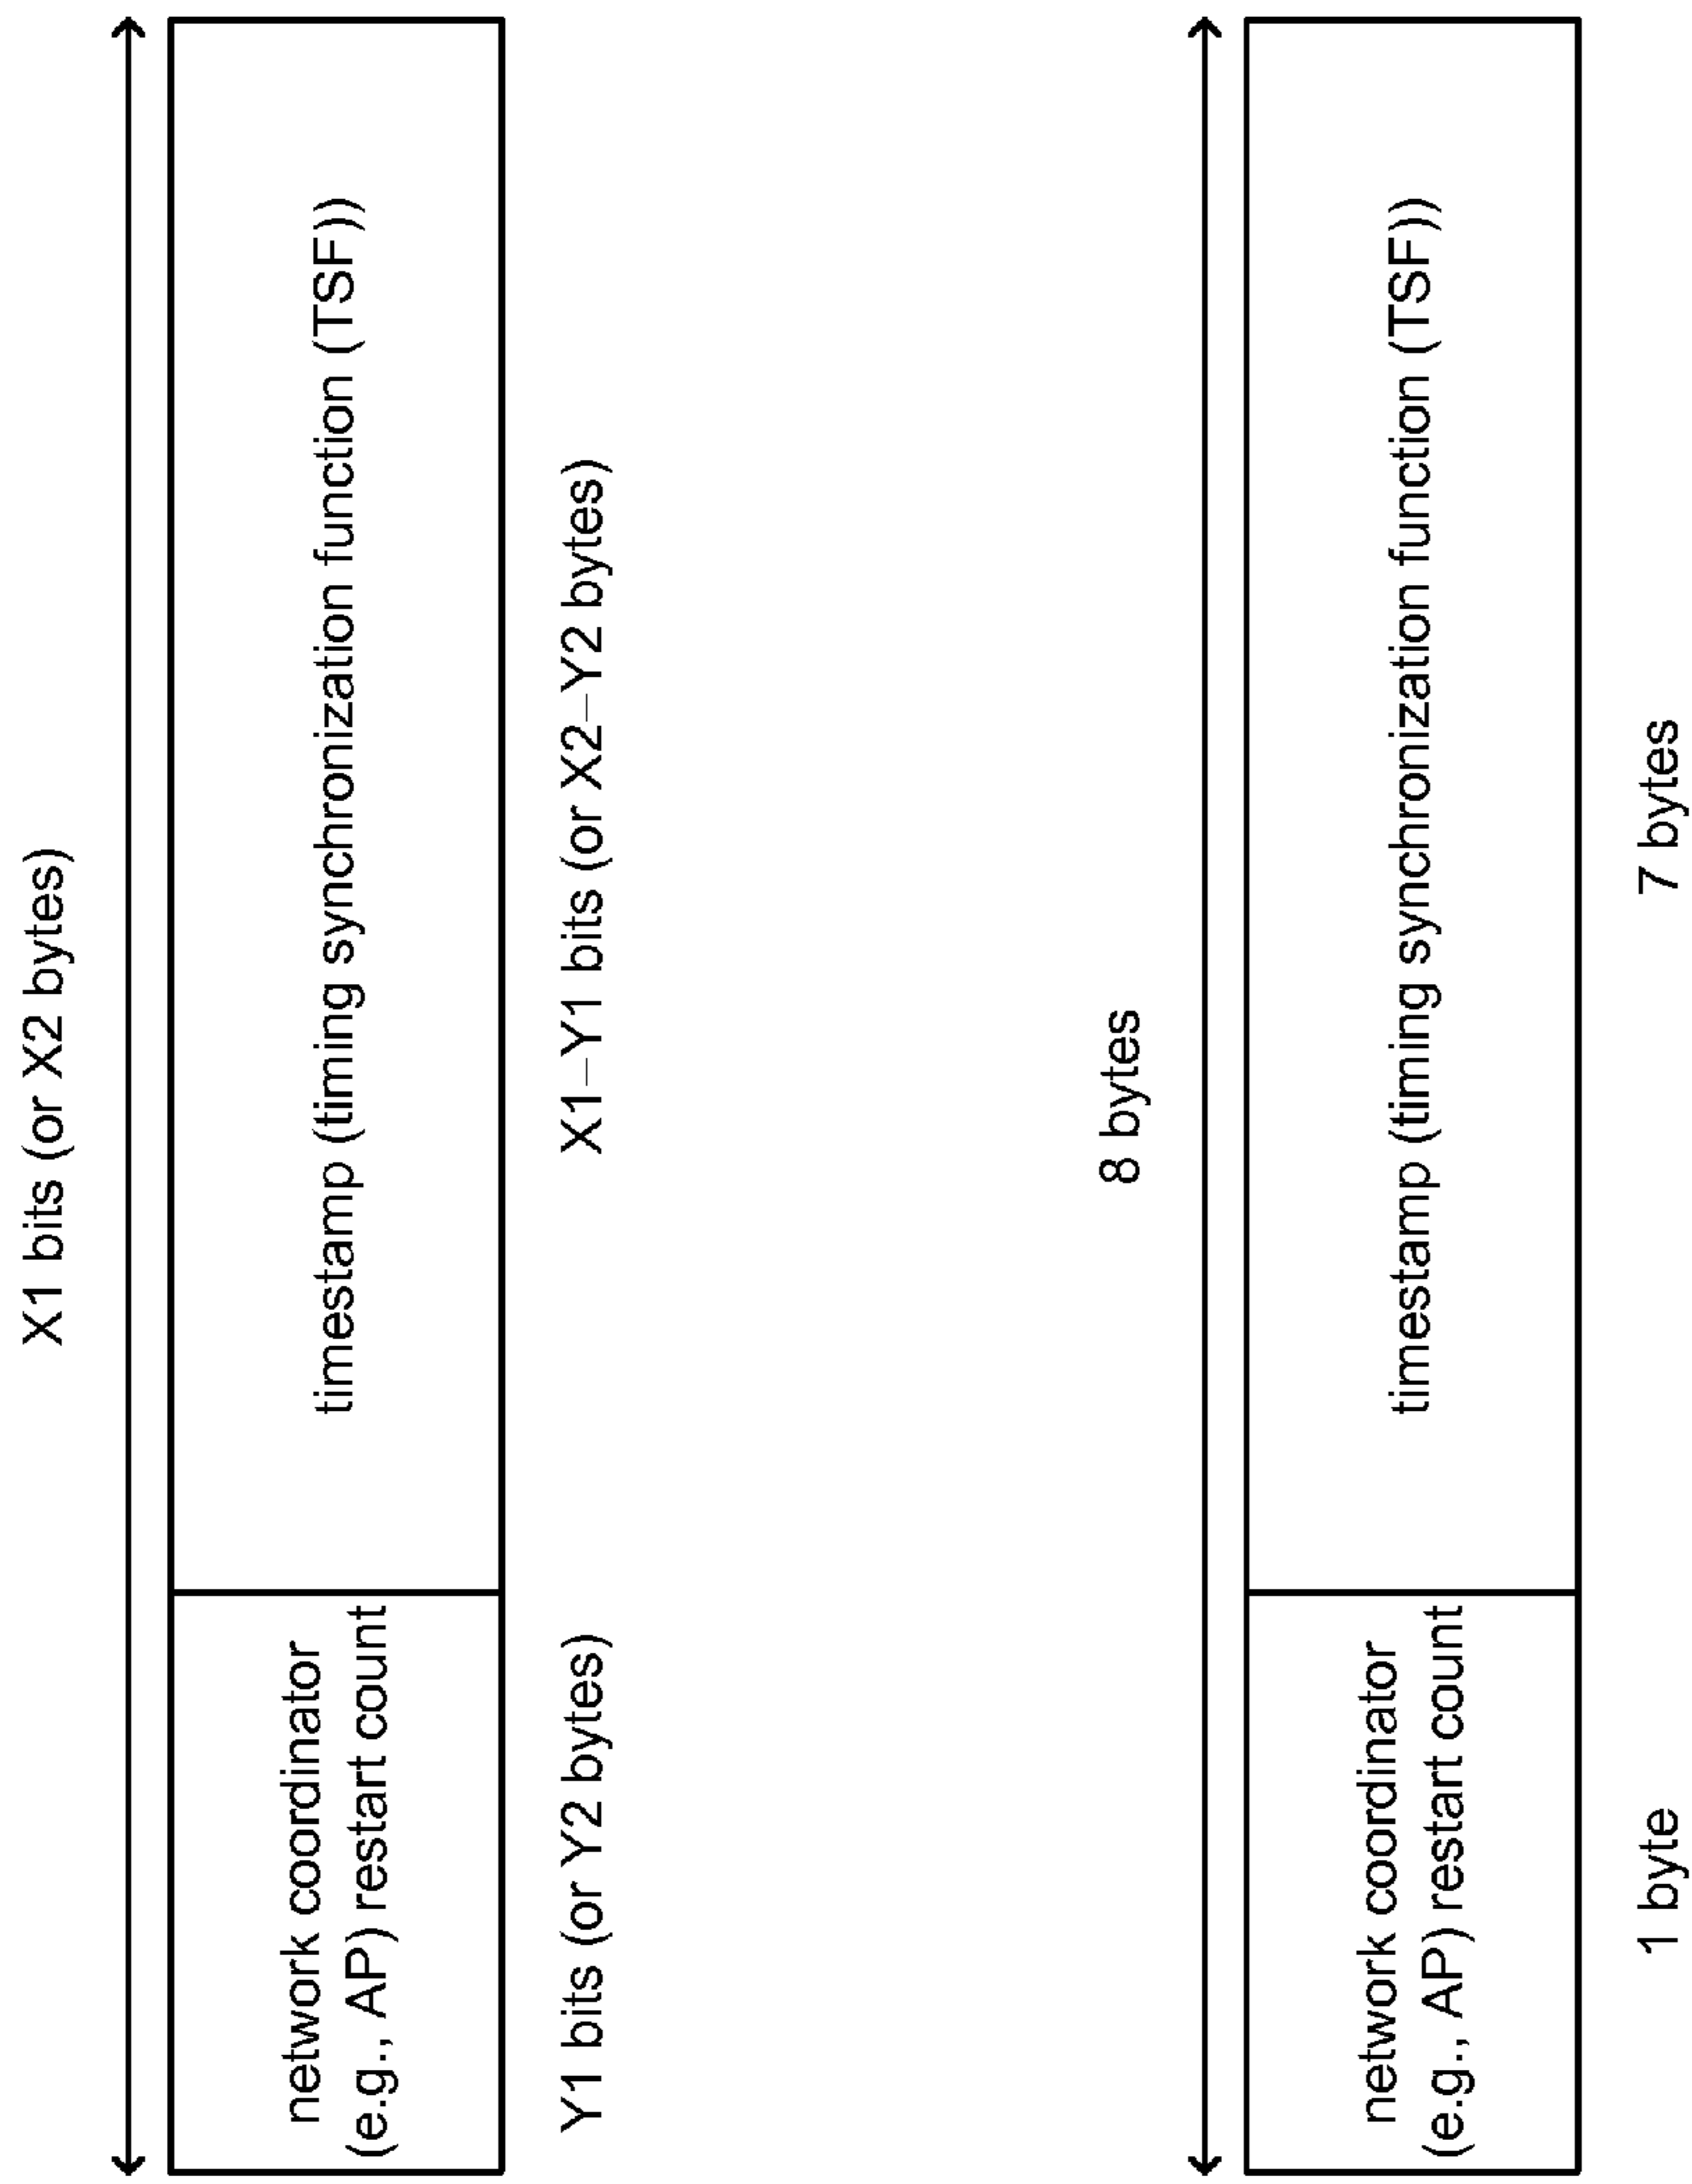 X1 bits (or X2 bytes)
network coordinator
(e.g., AP) restart count
timestamp (timing synchronization function (TSF))
Y1 bits (or Y2 bytes)
X1–Y1 bits (or X2–Y2 bytes)
8 bytes
network coordinator
(e.g., AP) restart count
timestamp (timing synchronization function (TSF))
1 byte
7 bytes